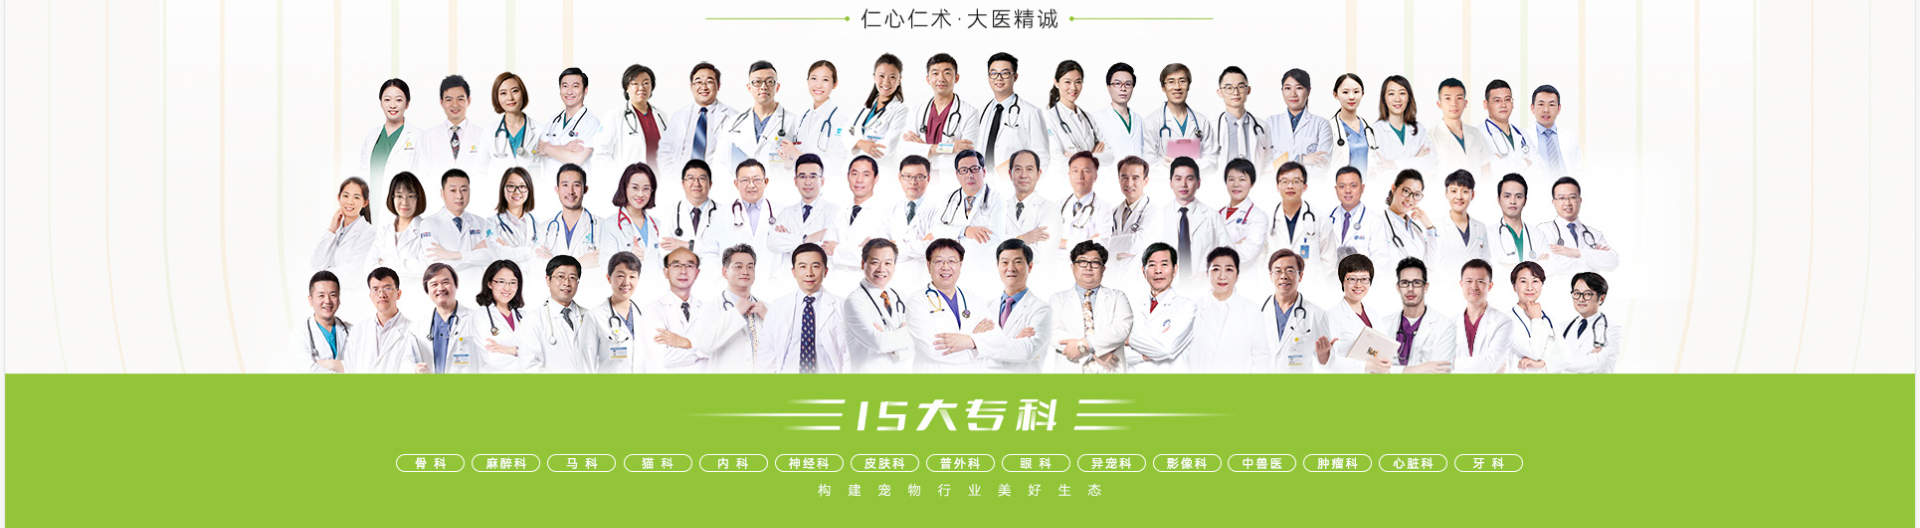 仁心仁术·大医精诚
15大专科
骨科 麻醉科 马科 猫科 内科 神经科 皮肤科 普外科 眼科 异宠科 影像科 中兽医 肿瘤科 心脏科 牙科
构建宠物行业美好生态